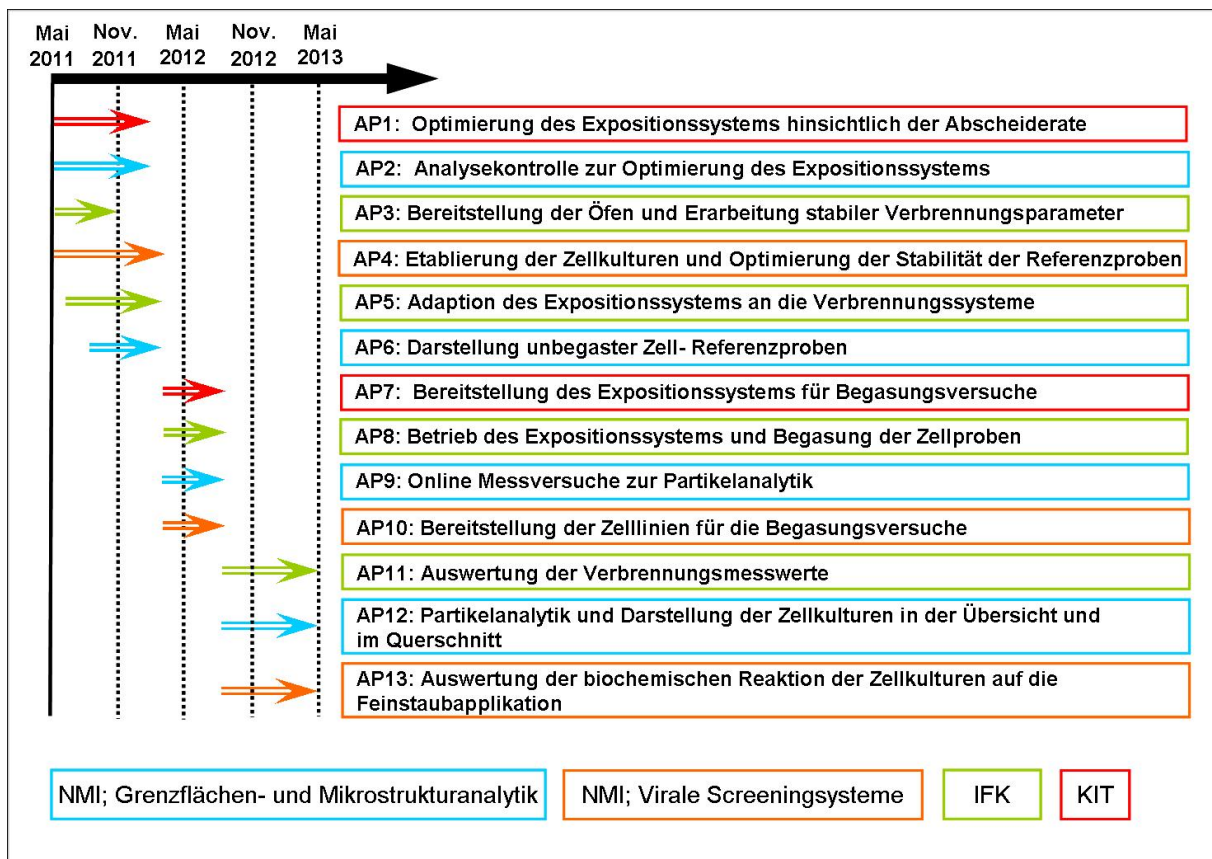 Mai Nov. Mai Nov. Mai
2011 2011 2012 2012 2013
AP1: Optimierung des Expositionssystems hinsichtlich der Abscheiderate
AP2: Analysekontrolle zur Optimierung des Expositionssystems
AP3: Bereitstellung der Öfen und Erarbeitung stabiler Verbrennungsparameter
AP4: Etablierung der Zellkulturen und Optimierung der Stabilität der Referenzproben
AP5: Adaption des Expositionssystems an die Verbrennungssysteme
AP6: Darstellung unbegaster Zell- Referenzproben
AP7: Bereitstellung des Expositionssystems für Begasungsversuche
AP8: Betrieb des Expositionssystems und Begasung der Zellproben
AP9: Online Messversuche zur Partikelanalytik
AP10: Bereitstellung der Zelllinien für die Begasungsversuche
AP11: Auswertung der Verbrennungsmesswerte
AP12: Partikelanalytik und Darstellung der Zellkulturen in der Übersicht und
im Querschnitt
AP13: Auswertung der biochemischen Reaktion der Zellkulturen auf die
Feinstaubapplikation
NMI; Grenzflächen- und Mikrostrukturanalytik
NMI; Virale Screeningsysteme
IFK
KIT